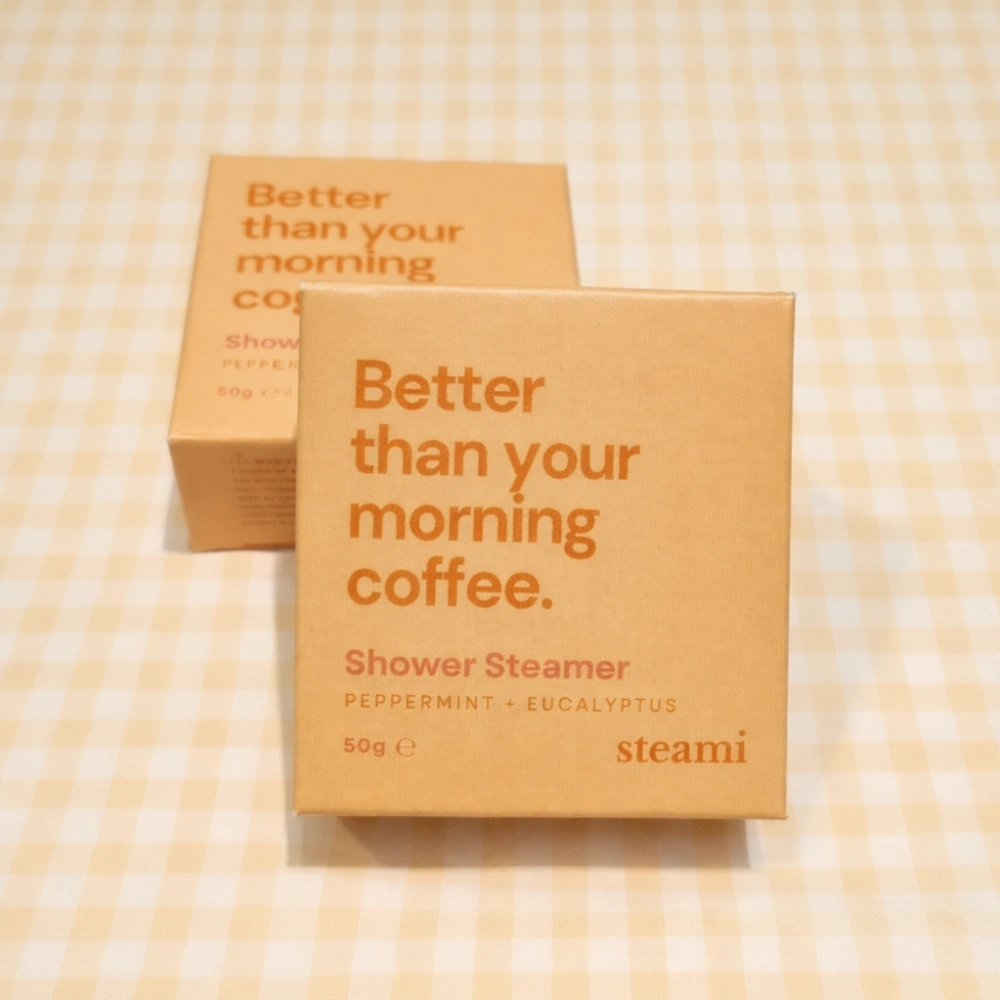 Better
than your
morning
Show
PEPPERM
50g ℮
Better
than your
morning
coffee.
Shower Steamer
PEPPERMINT + EUCALYPTUS
50g ℮
steami